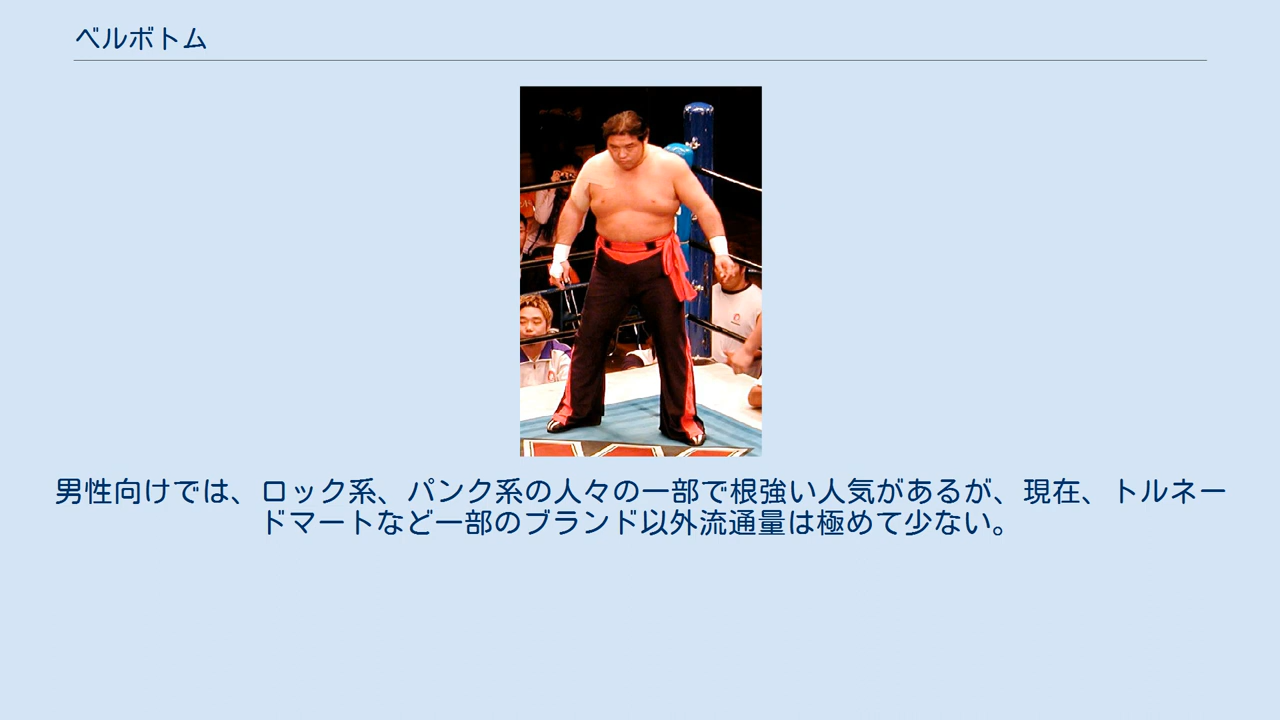 ベルボトム
男性向けでは、ロック系、パンク系の人々の一部で根強い人気があるが、現在、トルネー
ドマートなど一部のブランド以外流通量は極めて少ない。